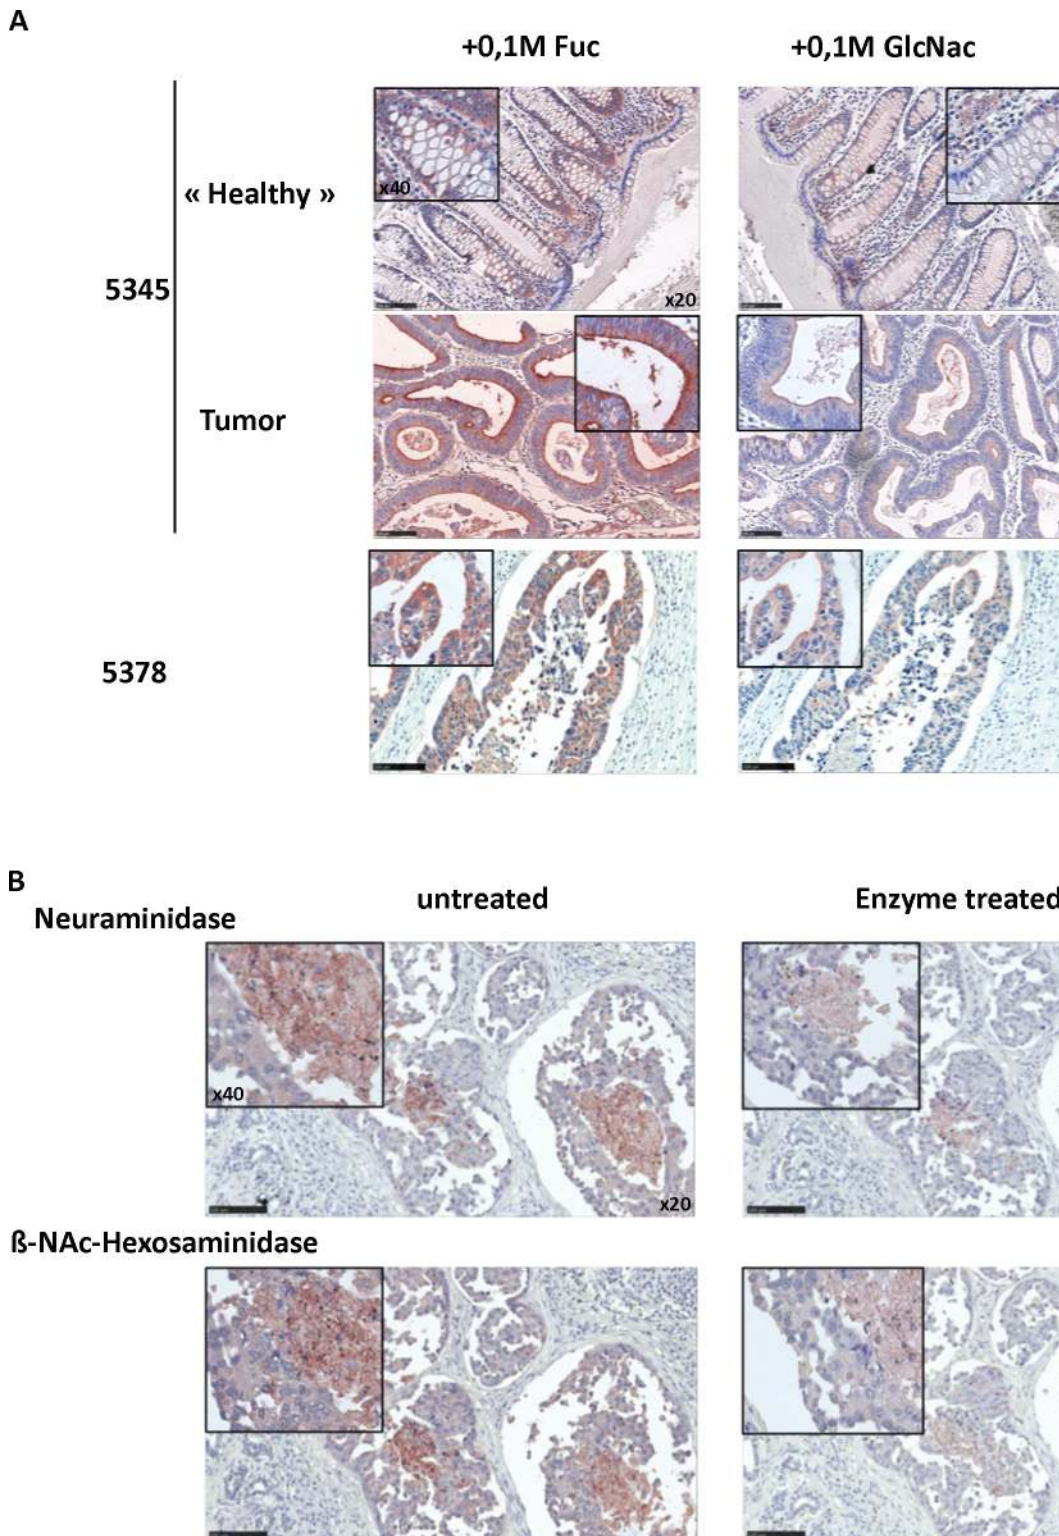 A
+0,1M Fuc +0,1M GlcNac
x40
« Healthy »
5345
x20
Tumor
5378
B
untreated Enzyme treated
Neuraminidase
x40
x20
ß-NAc-Hexosaminidase